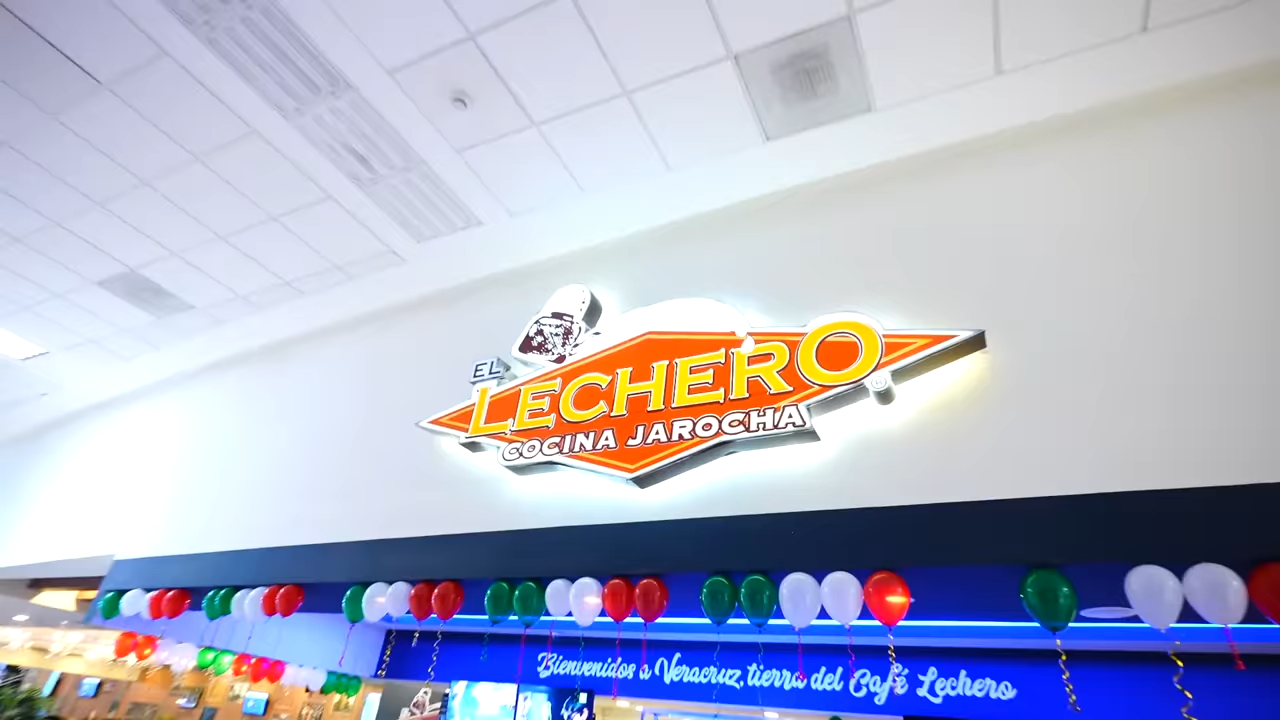 EL
LECHERO
COCINA JAROCHA
Bienvenidos a Veracruz, tierra del Café Lechero